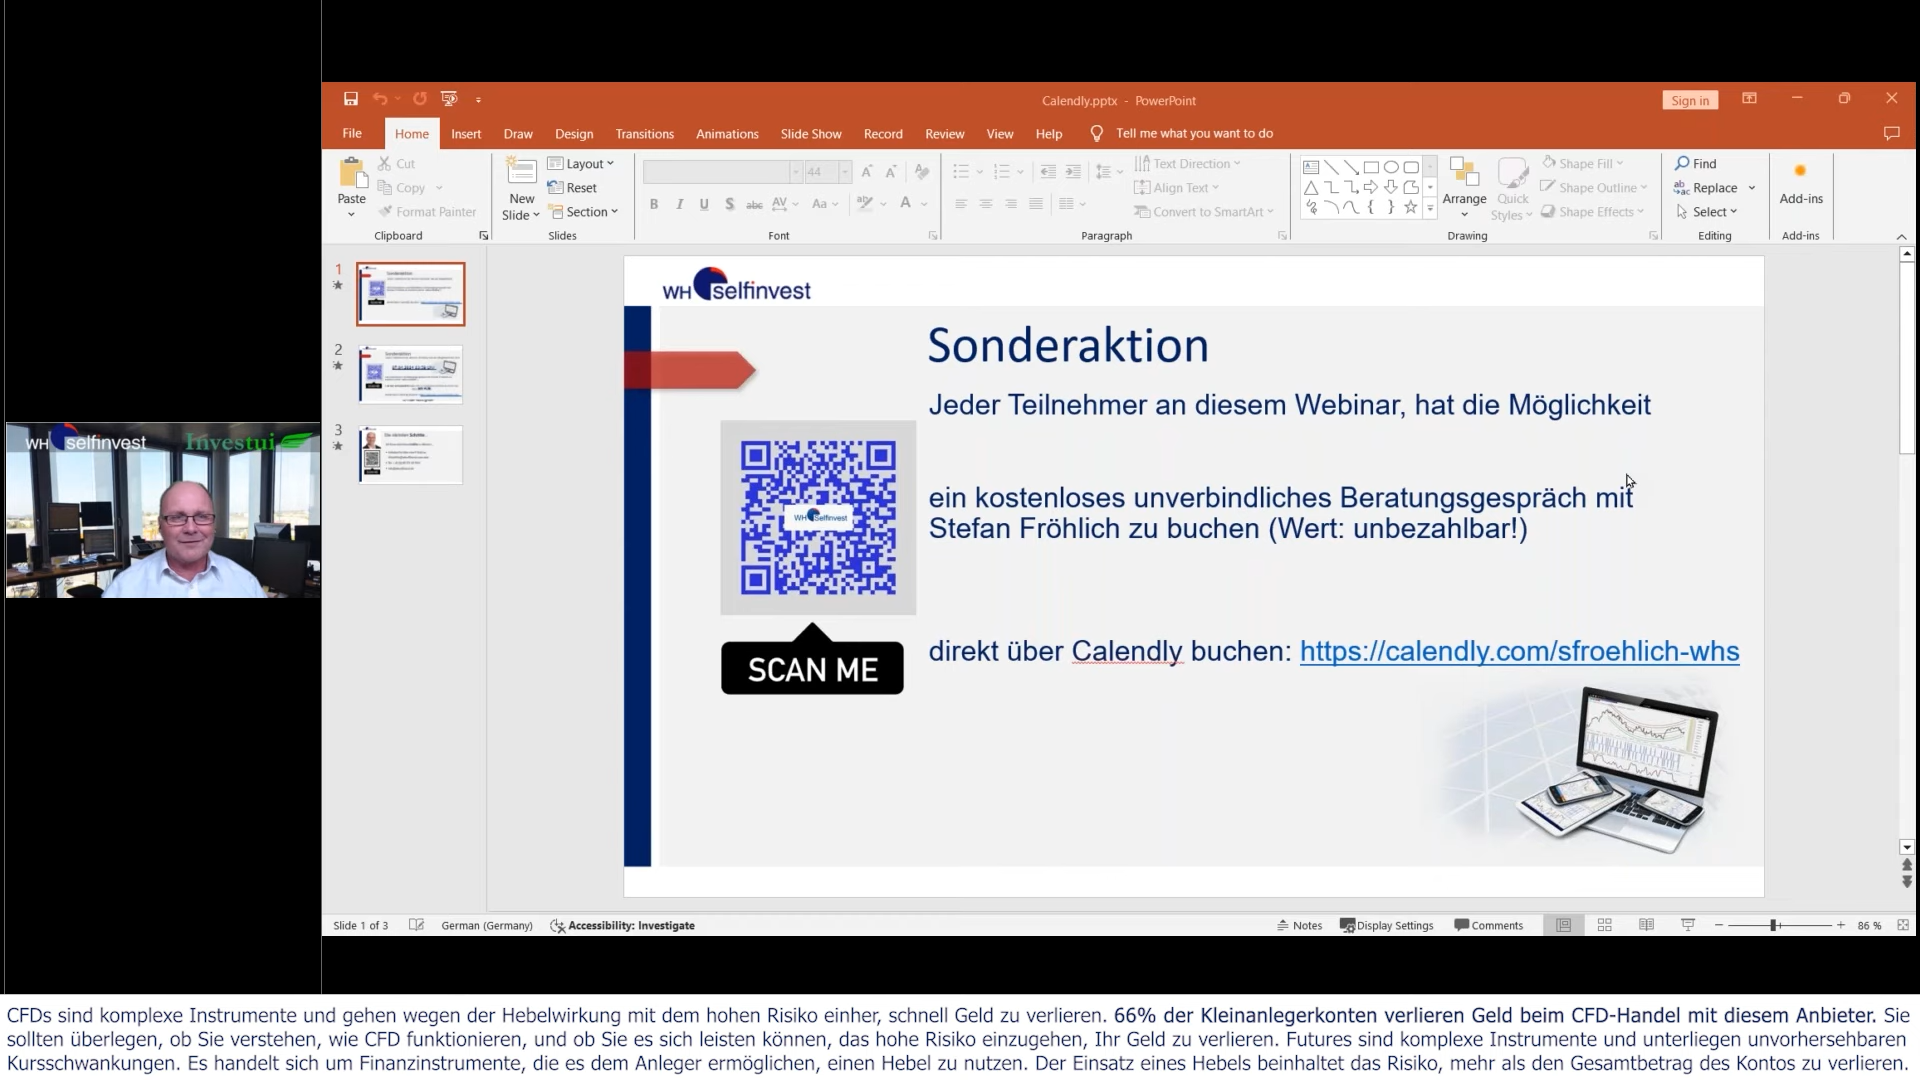 Calendly.pptx - PowerPoint
Sign in
File Home Insert Draw Design Transitions Animations Slide Show Record Review View Help Tell me what you want to do
Paste
Cut
Copy
Format Painter
Clipboard
New Slide
Layout
Reset
Section
Slides
44
B I U S abc AV Aa A
Font
Text Direction
Align Text
Convert to SmartArt
Paragraph
Arrange
Quick Styles
Shape Fill
Shape Outline
Shape Effects
Drawing
Find
Replace
Select
Editing
Add-ins
Add-ins
1
2
3
WH selfinvest
Investui
WH selfinvest
Sonderaktion
Jeder Teilnehmer an diesem Webinar, hat die Möglichkeit
ein kostenloses unverbindliches Beratungsgespräch mit
Stefan Fröhlich zu buchen (Wert: unbezahlbar!)
WH Selfinvest
SCAN ME
direkt über Calendly buchen: https://calendly.com/sfroehlich-whs
Slide 1 of 3 German (Germany) Accessibility: Investigate Notes Display Settings Comments 86 %
CFDs sind komplexe Instrumente und gehen wegen der Hebelwirkung mit dem hohen Risiko einher, schnell Geld zu verlieren. 66% der Kleinanlegerkonten verlieren Geld beim CFD-Handel mit diesem Anbieter. Sie
sollten überlegen, ob Sie verstehen, wie CFD funktionieren, und ob Sie es sich leisten können, das hohe Risiko einzugehen, Ihr Geld zu verlieren. Futures sind komplexe Instrumente und unterliegen unvorhersehbaren
Kursschwankungen. Es handelt sich um Finanzinstrumente, die es dem Anleger ermöglichen, einen Hebel zu nutzen. Der Einsatz eines Hebels beinhaltet das Risiko, mehr als den Gesamtbetrag des Kontos zu verlieren.